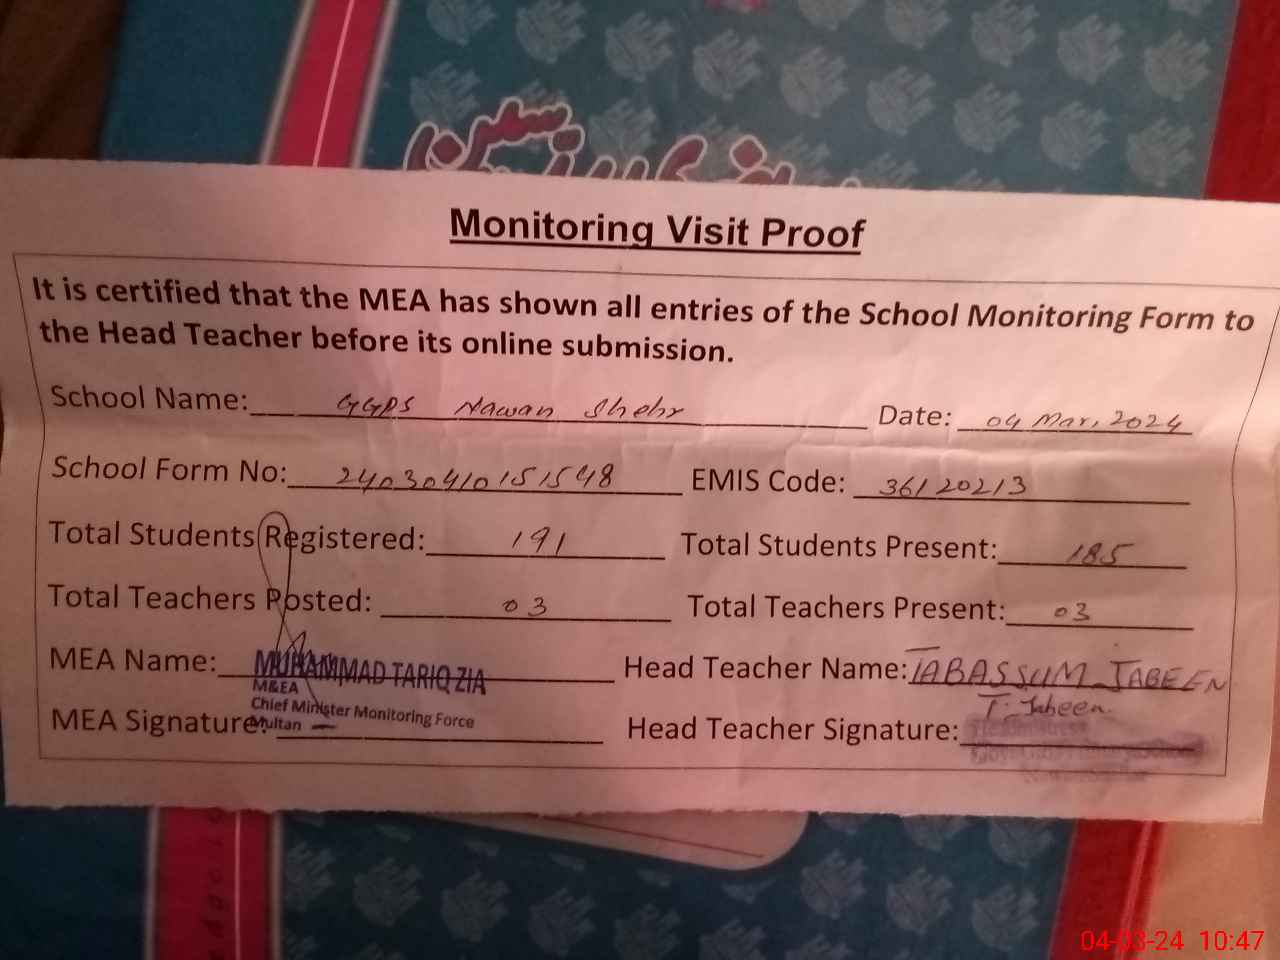 Monitoring Visit Proof
It is certified that the MEA has shown all entries of the School Monitoring Form to
the Head Teacher before its online submission.
School Name: GGPS Nawan Shehr Date: 04 Mar, 2024
School Form No: 24030410151548 EMIS Code: 36120213
Total Students Registered: 191 Total Students Present: 185
Total Teachers Posted: 03 Total Teachers Present: 03
MEA Name: MUHAMMAD TARIQ ZIA Head Teacher Name: TABASSUM JABEEN
M&EA
Chief Minister Monitoring Force
Multan
T. Jabeen
MEA Signature: Head Teacher Signature:
Headmistress
04-03-24 10:47